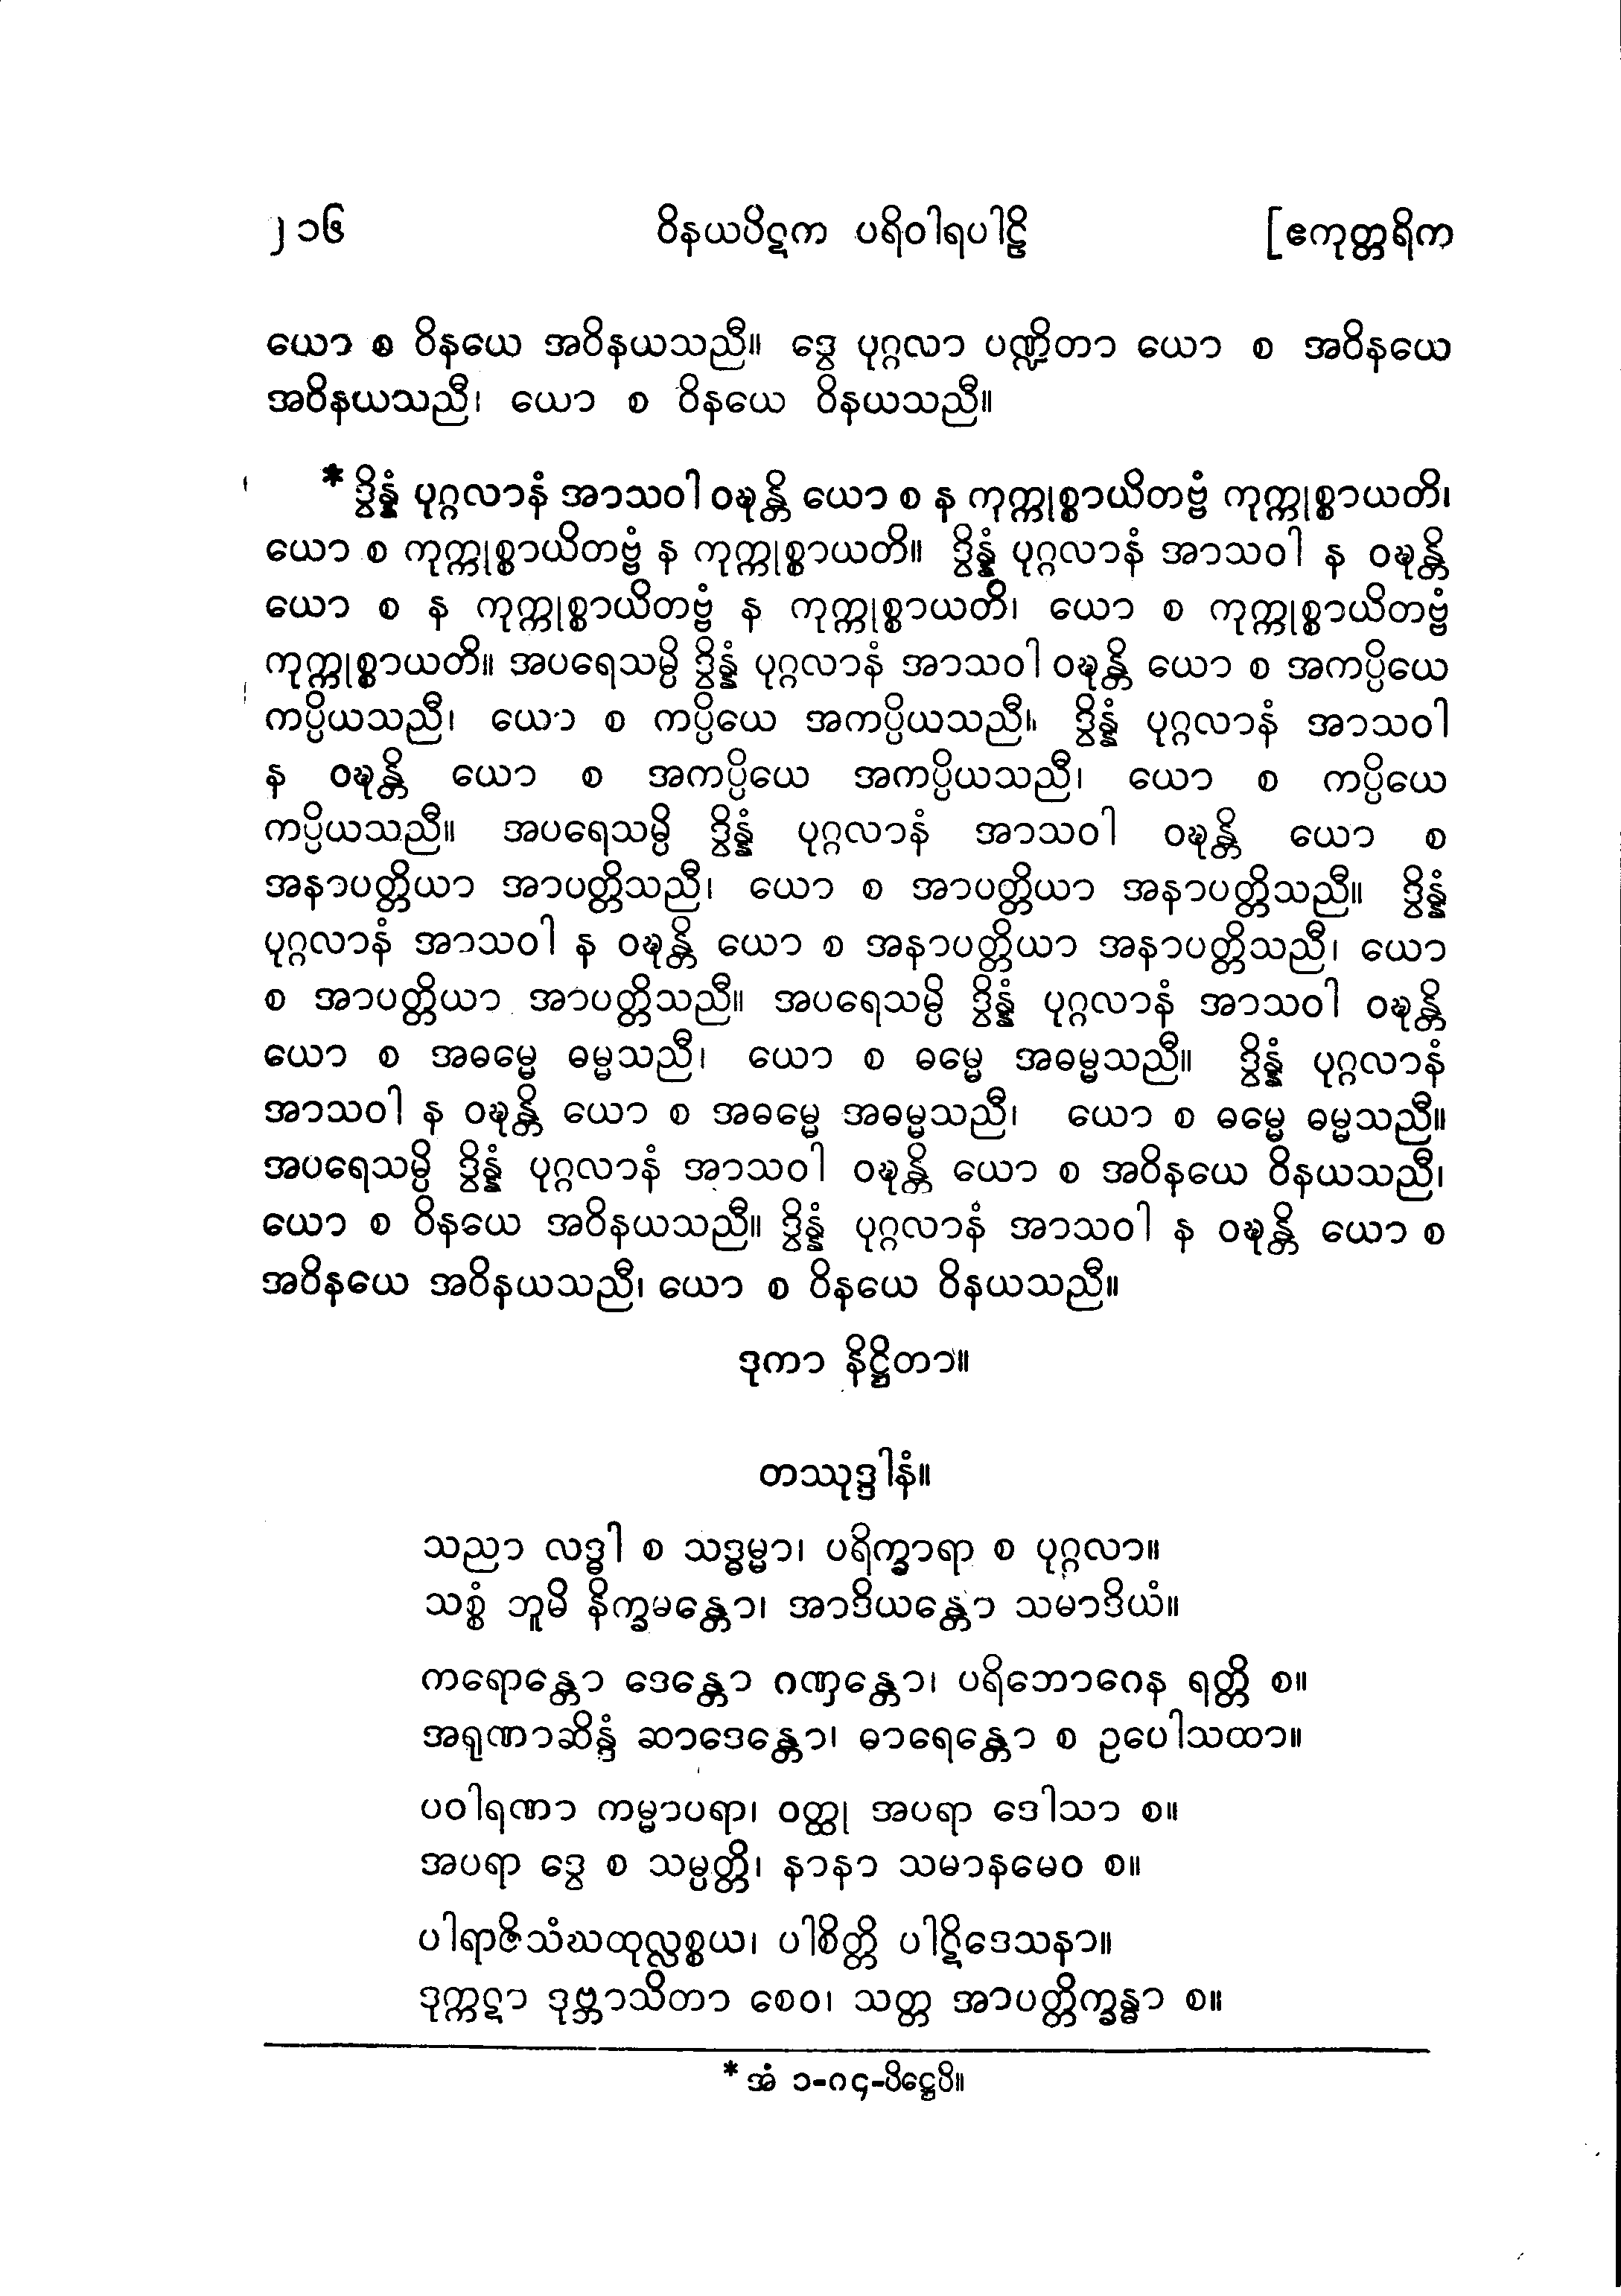 ၂၁၆ ဝိနယပိဋက ပရိဝါရပါဠိ [ဧကုတ္တရိက
ယော စ ဝိနယေ အဝိနယသညီ။ ဒွေ ပုဂ္ဂလာ ပဏ္ဍိတာ ယော စ အဝိနယေ
အဝိနယသညီ၊ ယော စ ဝိနယေ ဝိနယသညီ။
* ဒွိန္နံ ပုဂ္ဂလာနံ အာသဝါ ဝဍ္ဎန္တိ ယော စ န ကုက္ကုစ္စာယိတဗ္ဗံ ကုက္ကုစ္စာယတိ၊
ယော စ ကုက္ကုစ္စာယိတဗ္ဗံ န ကုက္ကုစ္စာယတိ။ ဒွိန္နံ ပုဂ္ဂလာနံ အာသဝါ န ဝဍ္ဎန္တိ
ယော စ န ကုက္ကုစ္စာယိတဗ္ဗံ န ကုက္ကုစ္စာယတိ၊ ယော စ ကုက္ကုစ္စာယိတဗ္ဗံ
ကုက္ကုစ္စာယတိ။ အပရေသမ္ပိ ဒွိန္နံ ပုဂ္ဂလာနံ အာသဝါ ဝဍ္ဎန္တိ ယော စ အကပ္ပိယေ
ကပ္ပိယသညီ၊ ယော စ ကပ္ပိယေ အကပ္ပိယသညီ။ ဒွိန္နံ ပုဂ္ဂလာနံ အာသဝါ
န ဝဍ္ဎန္တိ ယော စ အကပ္ပိယေ အကပ္ပိယသညီ၊ ယော စ ကပ္ပိယေ
ကပ္ပိယသညီ။ အပရေသမ္ပိ ဒွိန္နံ ပုဂ္ဂလာနံ အာသဝါ ဝဍ္ဎန္တိ ယော စ
အနာပတ္တိယာ အာပတ္တိသညီ၊ ယော စ အာပတ္တိယာ အနာပတ္တိသညီ။ ဒွိန္နံ
ပုဂ္ဂလာနံ အာသဝါ န ဝဍ္ဎန္တိ ယော စ အနာပတ္တိယာ အနာပတ္တိသညီ၊ ယော
စ အာပတ္တိယာ အာပတ္တိသညီ။ အပရေသမ္ပိ ဒွိန္နံ ပုဂ္ဂလာနံ အာသဝါ ဝဍ္ဎန္တိ
ယော စ အဓမ္မေ ဓမ္မသညီ၊ ယော စ ဓမ္မေ အဓမ္မသညီ။ ဒွိန္နံ ပုဂ္ဂလာနံ
အာသဝါ န ဝဍ္ဎန္တိ ယော စ အဓမ္မေ အဓမ္မသညီ၊ ယော စ ဓမ္မေ ဓမ္မသညီ။
အပရေသမ္ပိ ဒွိန္နံ ပုဂ္ဂလာနံ အာသဝါ ဝဍ္ဎန္တိ ယော စ အဝိနယေ ဝိနယသညီ၊
ယော စ ဝိနယေ အဝိနယသညီ။ ဒွိန္နံ ပုဂ္ဂလာနံ အာသဝါ န ဝဍ္ဎန္တိ ယော စ
အဝိနယေ အဝိနယသညီ၊ ယော စ ဝိနယေ ဝိနယသညီ။
ဒုကာ နိဋ္ဌိတာ။
တဿုဒ္ဒါနံ။
သညာ လဒ္ဓါ စ သဒ္ဓမ္မာ၊ ပရိက္ခာရာ စ ပုဂ္ဂလာ။
သစ္စံ ဘူမိ နိက္ခမန္တော၊ အာဒိယန္တော သမာဒိယံ။
ကရောန္တော ဒေန္တော ဂဏှန္တော၊ ပရိဘောဂေန ရတ္တိ စ။
အရုဏာဆိန္ဒံ ဆာဒေန္တော၊ ဓာရေန္တော စ ဥပေါသထာ။
ပဝါရဏာ ကမ္မာပရာ၊ ဝတ္ထု အပရာ ဒေါသာ စ။
အပရာ ဒွေ စ သမ္ပတ္တိ၊ နာနာ သမာနမေဝ စ။
ပါရာဇိသံဃထုလ္လစ္စယ၊ ပါစိတ္တိ ပါဋိဒေသနာ။
ဒုက္ကဋာ ဒုဗ္ဘာသိတာ စေဝ၊ သတ္တ အာပတ္တိက္ခန္ဓာ စ။
* အံ ၁-၈၄-ပိဋ္ဌေပိ။